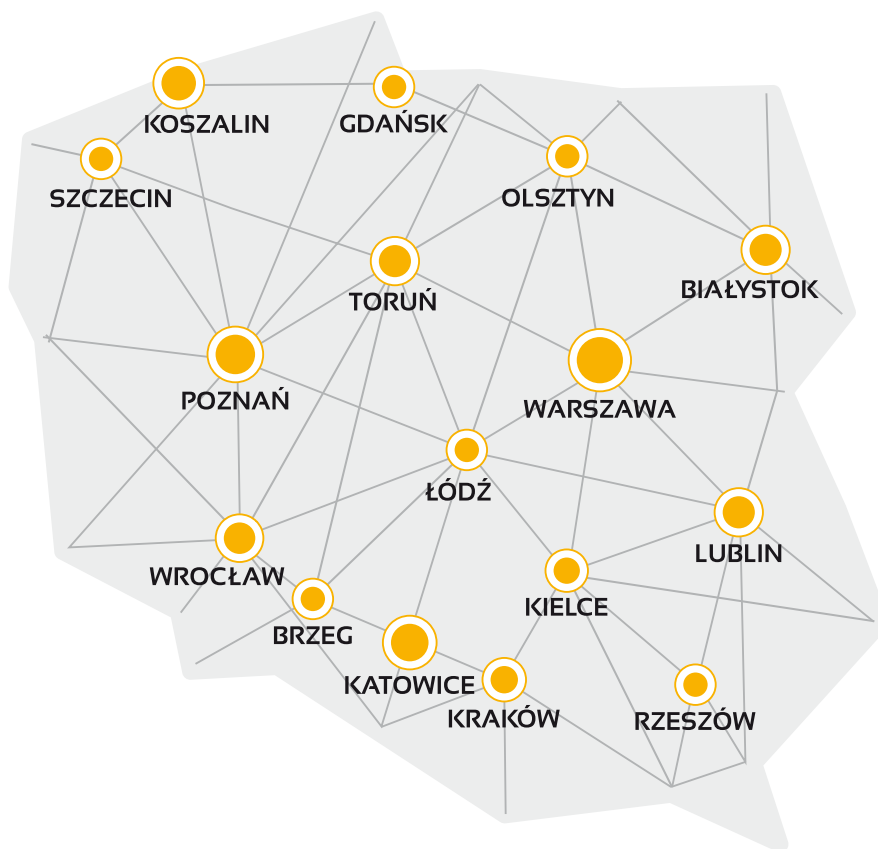 KOSZALIN
GDAŃSK
SZCZECIN
OLSZTYN
BIAŁYSTOK
TORUŃ
POZNAŃ
WARSZAWA
ŁÓDŹ
LUBLIN
WROCŁAW
KIELCE
BRZEG
KATOWICE
KRAKÓW
RZESZÓW